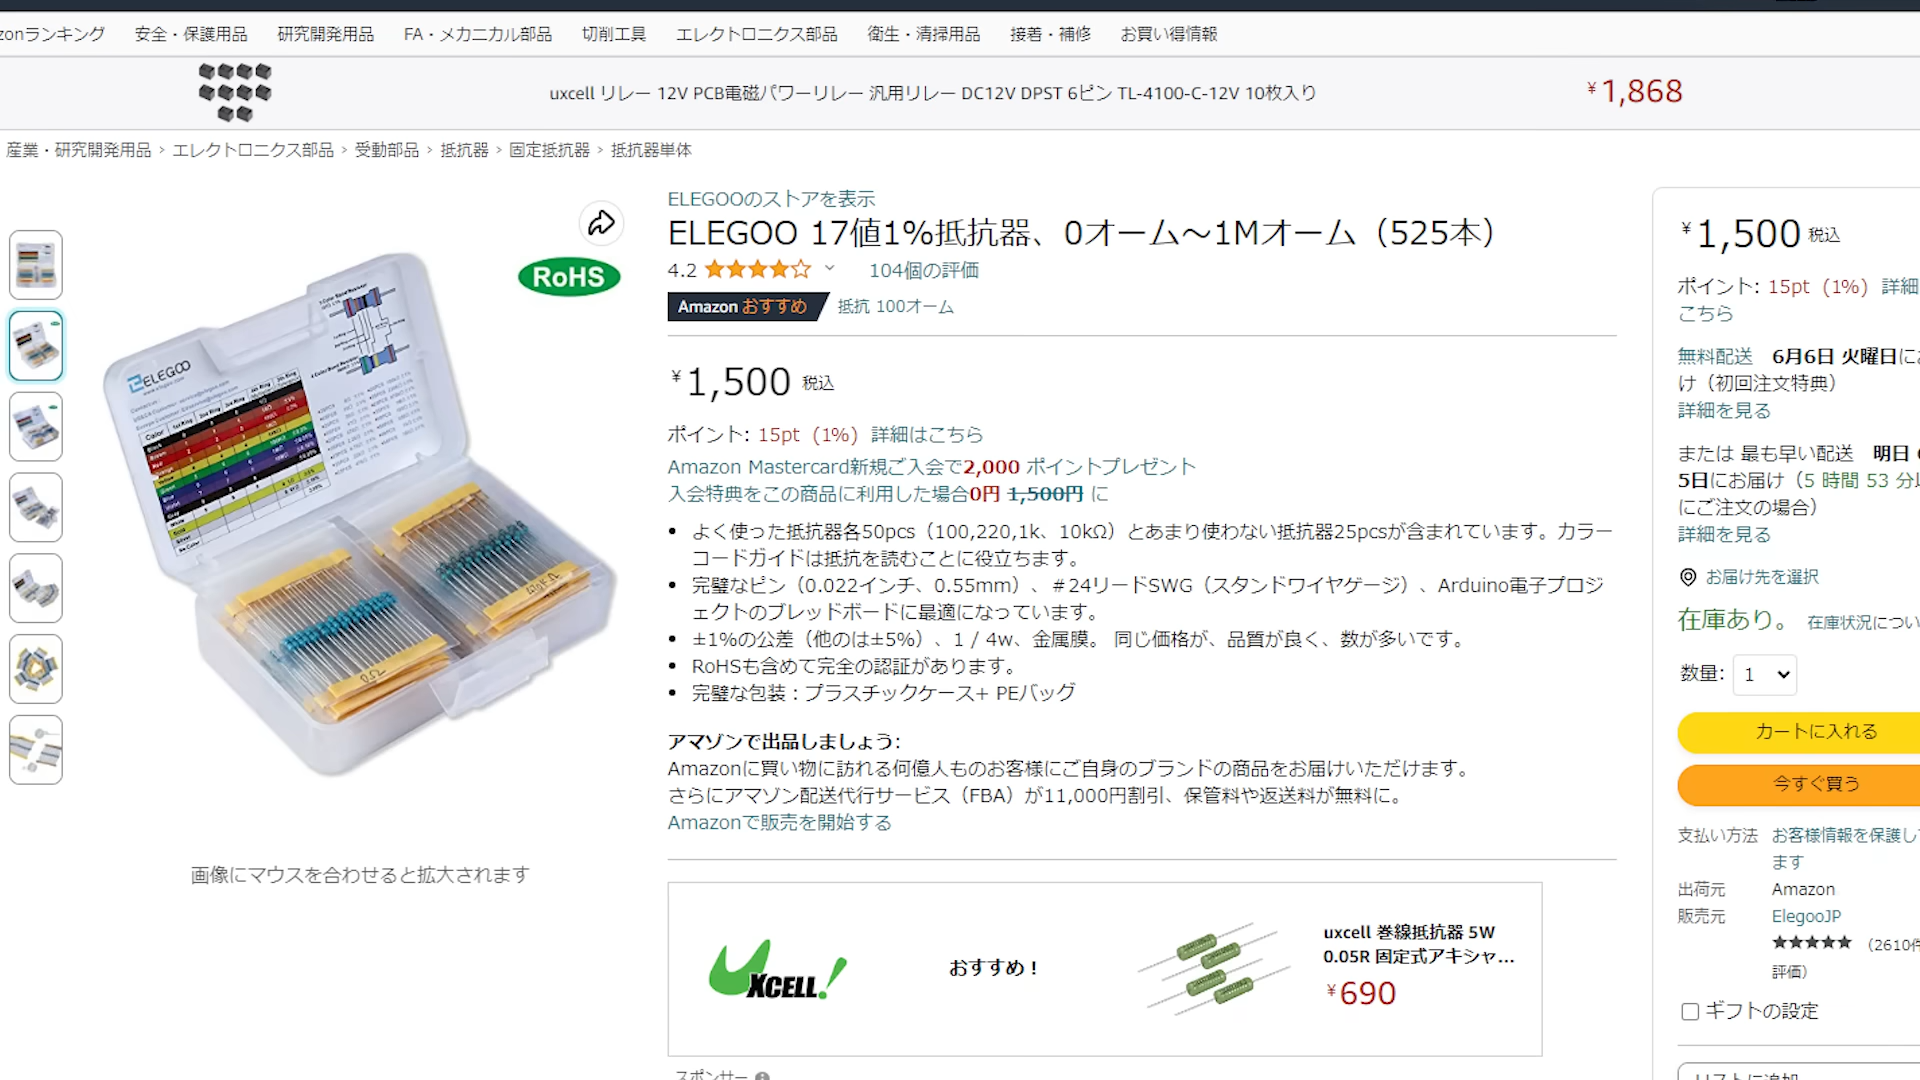 zonランキング 安全・保護用品 研究開発用品 FA・メカニカル部品 切削工具 エレクトロニクス部品 衛生・清掃用品 接着・補修 お買い得情報
uxcell リレー 12V PCB電磁パワーリレー 汎用リレー DC12V DPST 6ピン TL-4100-C-12V 10枚入り
¥1,868
産業・研究開発用品 › エレクトロニクス部品 › 受動部品 › 抵抗器 › 固定抵抗器 › 抵抗器単体
RoHS
ELEGOO
Color
0Ω
470KΩ
画像にマウスを合わせると拡大されます
ELEGOOのストアを表示
ELEGOO 17値1%抵抗器、0オーム～1Mオーム（525本）
4.2 104個の評価
Amazon おすすめ 抵抗 100オーム
¥1,500 税込
ポイント: 15pt (1%) 詳細はこちら
Amazon Mastercard新規ご入会で2,000 ポイントプレゼント
入会特典をこの商品に利用した場合0円 1,500円 に
• よく使った抵抗器各50pcs（100,220,1k、10kΩ）とあまり使わない抵抗器25pcsが含まれています。カラー
コードガイドは抵抗を読むことに役立ちます。
• 完璧なピン（0.022インチ、0.55mm）、＃24リードSWG（スタンドワイヤゲージ）、Arduino電子プロジ
ェクトのブレッドボードに最適になっています。
• ±1%の公差（他のは±5%）、1 / 4w、金属膜。 同じ価格が、品質が良く、数が多いです。
• RoHSも含めて完全の認証があります。
• 完璧な包装：プラスチックケース+ PEバッグ
アマゾンで出品しましょう:
Amazonに買い物に訪れる何億人ものお客様にご自身のブランドの商品をお届けいただけます。
さらにアマゾン配送代行サービス（FBA）が11,000円割引、保管料や返送料が無料に。
Amazonで販売を開始する
UXCELL!
おすすめ！
uxcell 巻線抵抗器 5W
0.05R 固定式アキシャ...
¥690
スポンサー
¥1,500 税込
ポイント: 15pt (1%) 詳細
こちら
無料配送 6月6日 火曜日にお
け（初回注文特典）
詳細を見る
または 最も早い配送 明日
5日にお届け（5 時間 53 分以
にご注文の場合）
詳細を見る
お届け先を選択
在庫あり。 在庫状況につい
数量: 1
カートに入れる
今すぐ買う
支払い方法 お客様情報を保護して
ます
出荷元 Amazon
販売元 ElegooJP
（2610件
評価）
ギフトの設定
リストに追加